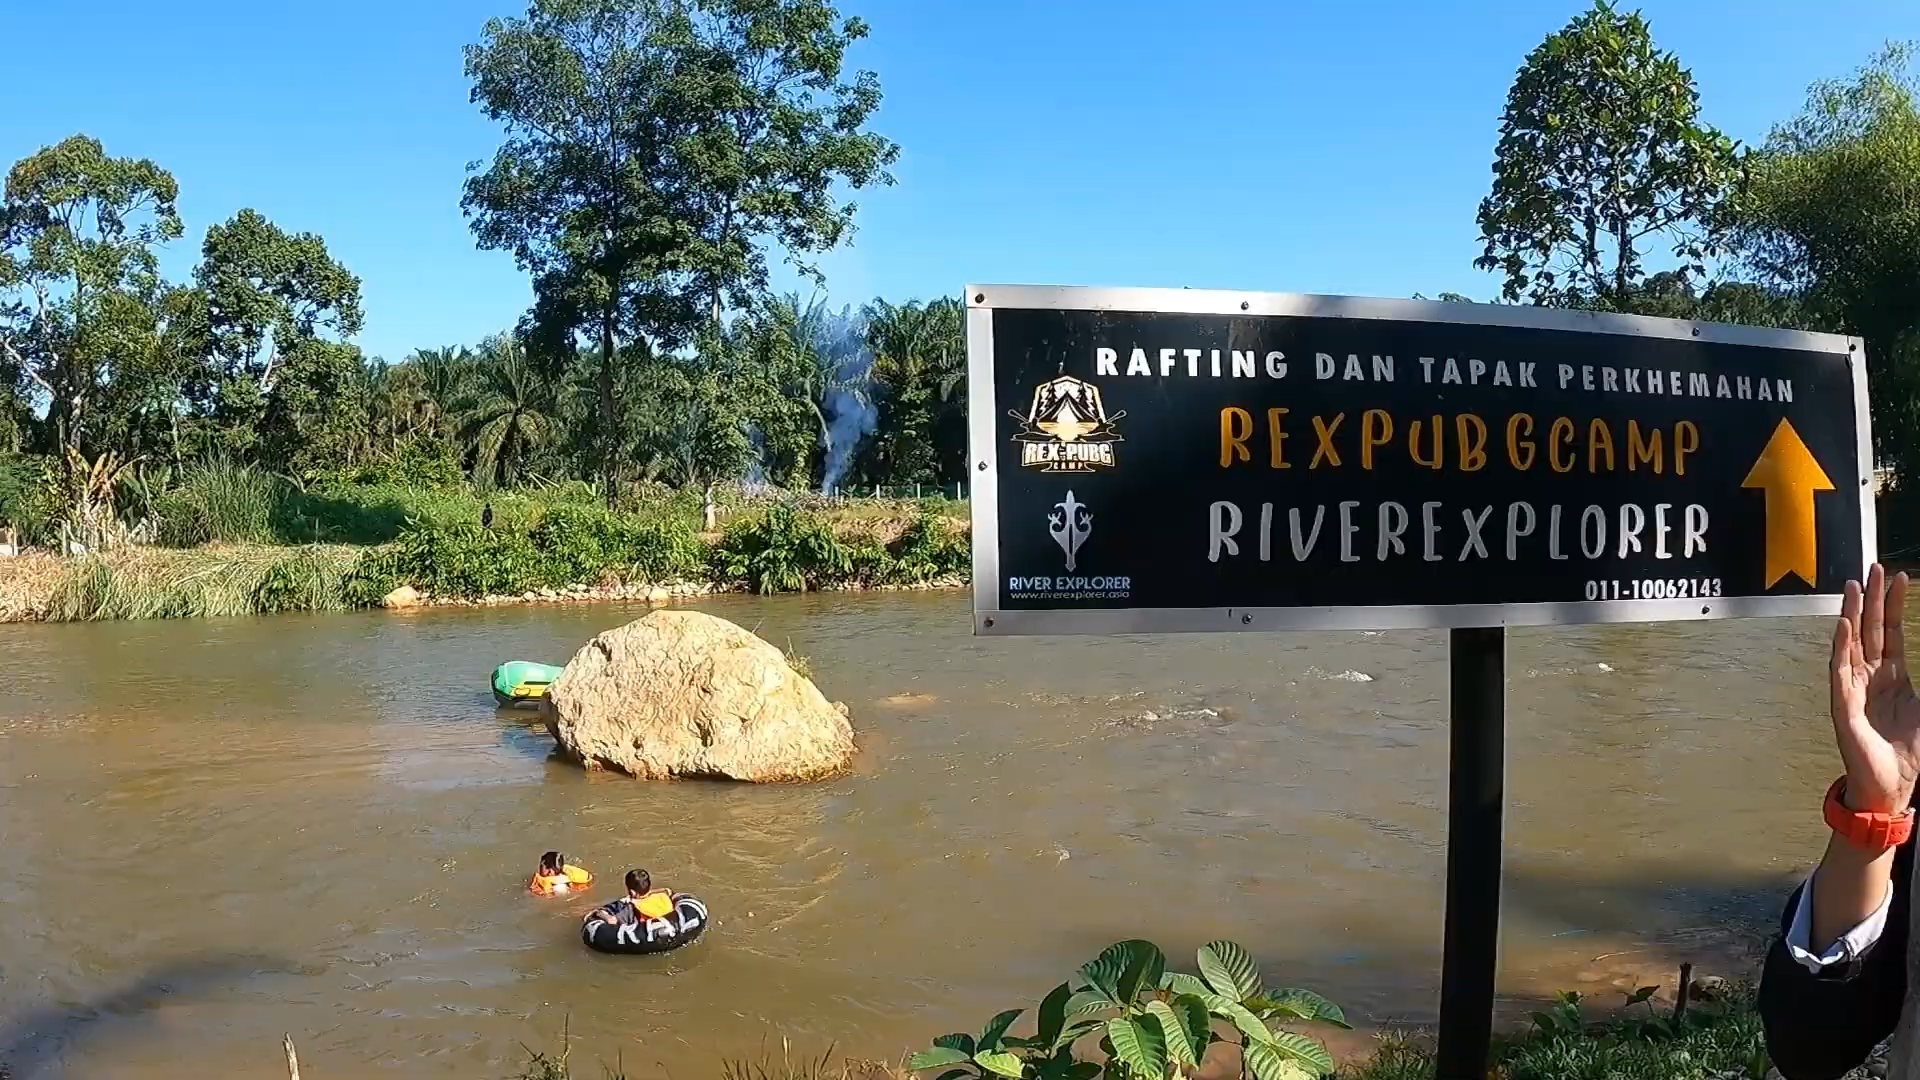 RAFTING DAN TAPAK PERKHEMAHAN
REX-PUBG
CAMP
REXPUBGCAMP
RIVEREXPLORER
RIVER EXPLORER
www.riverexplorer.asia
011-10062143